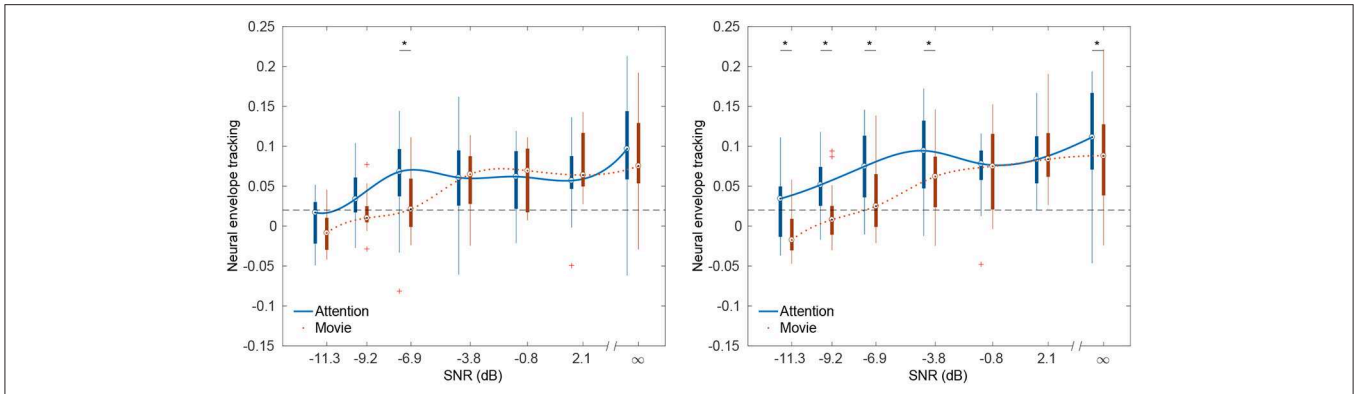 0.25
*
0.2
0.15
0.1
0.05
0
-0.05
-0.1
-0.15
Neural envelope tracking
Attention
Movie
-11.3 -9.2 -6.9 -3.8 -0.8 2.1 // ∞
SNR (dB)
0.25
* * * * *
0.2
0.15
0.1
0.05
0
-0.05
-0.1
-0.15
Neural envelope tracking
Attention
Movie
-11.3 -9.2 -6.9 -3.8 -0.8 2.1 // ∞
SNR (dB)